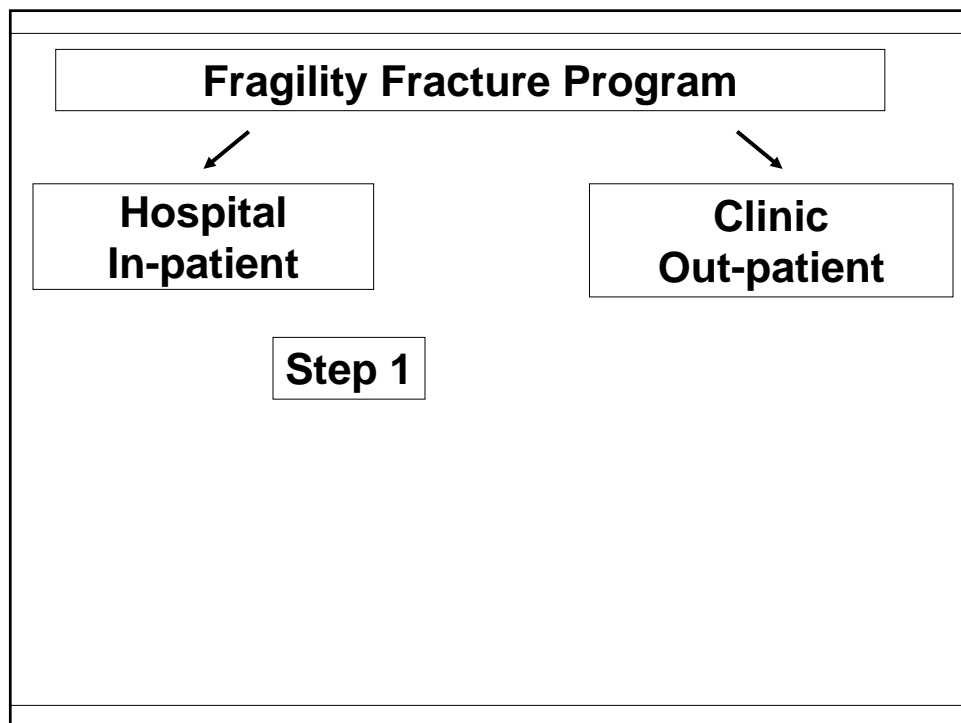 Fragility Fracture Program
Hospital
In-patient
Clinic
Out-patient
Step 1